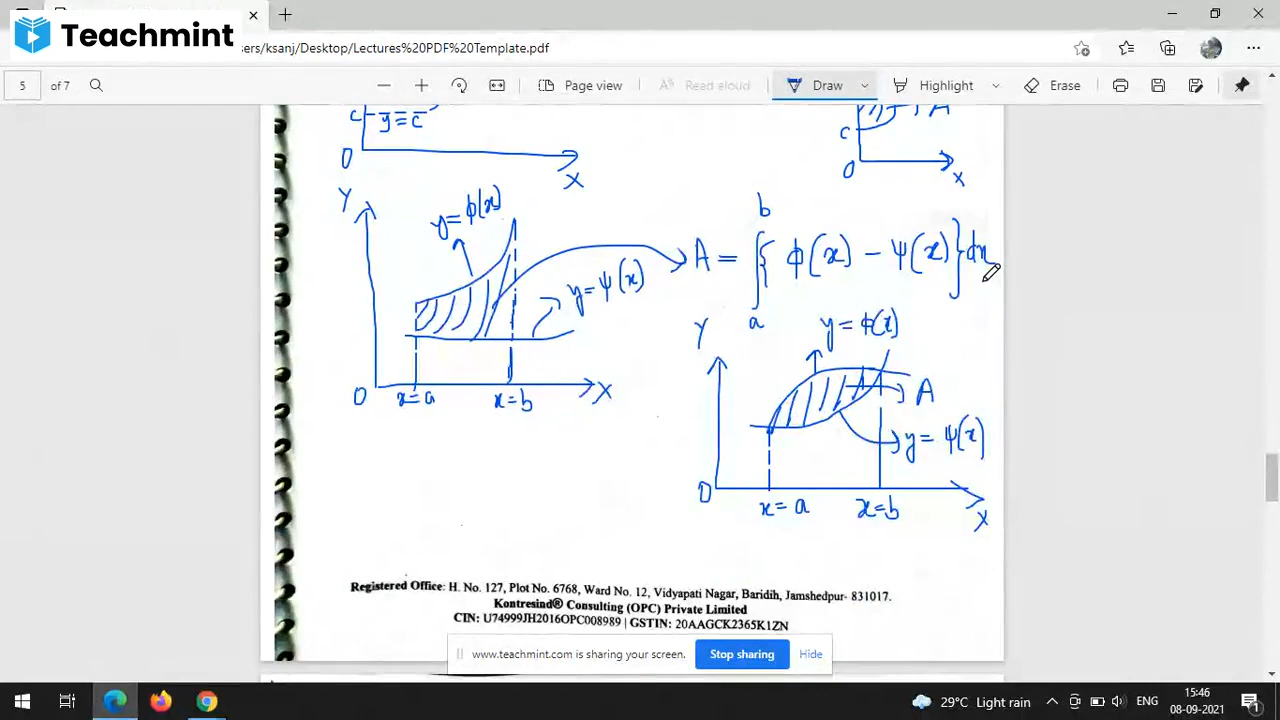 Teachmint
ers/ksanj/Desktop/Lectures%20PDF%20Template.pdf
5 of 7
Page view
Read aloud
Draw
Highlight
Erase
c
y = c
O
X
c
A
O
X
Y
y = φ(x)
y = ψ(x)
O
x = a
x = b
X
A = ∫ₐᵇ { φ(x) − ψ(x) } dx
Y
y = φ(x)
A
y = ψ(x)
O
x = a
x = b
X
Registered Office: H. No. 127, Plot No. 6768, Ward No. 12, Vidyapati Nagar, Baridih, Jamshedpur- 831017.
Kontresind® Consulting (OPC) Private Limited
CIN: U74999JH2016OPC008989 | GSTIN: 20AAGCK2365K1ZN
www.teachmint.com is sharing your screen.
Stop sharing
Hide
29°C Light rain
ENG
15:46
08-09-2021
1